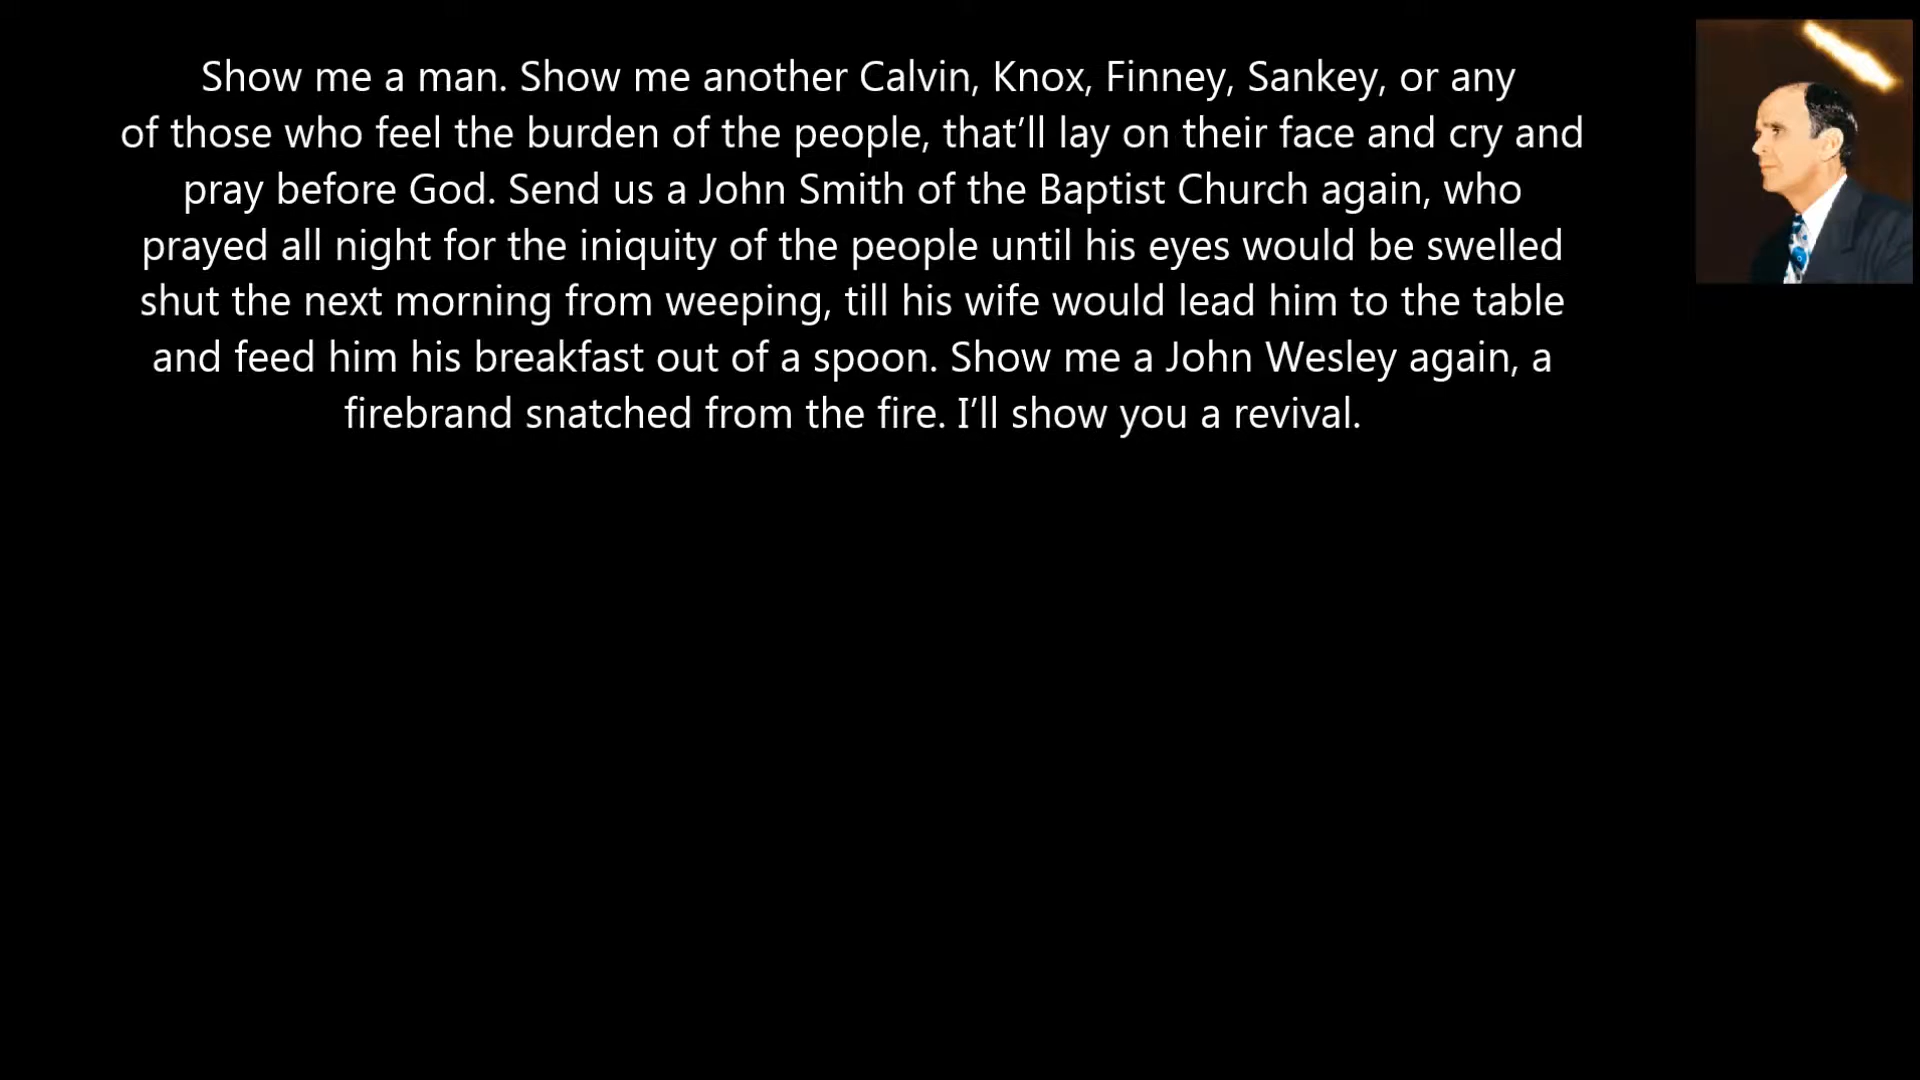 Show me a man. Show me another Calvin, Knox, Finney, Sankey, or any
of those who feel the burden of the people, that’ll lay on their face and cry and
pray before God. Send us a John Smith of the Baptist Church again, who
prayed all night for the iniquity of the people until his eyes would be swelled
shut the next morning from weeping, till his wife would lead him to the table
and feed him his breakfast out of a spoon. Show me a John Wesley again, a
firebrand snatched from the fire. I’ll show you a revival.